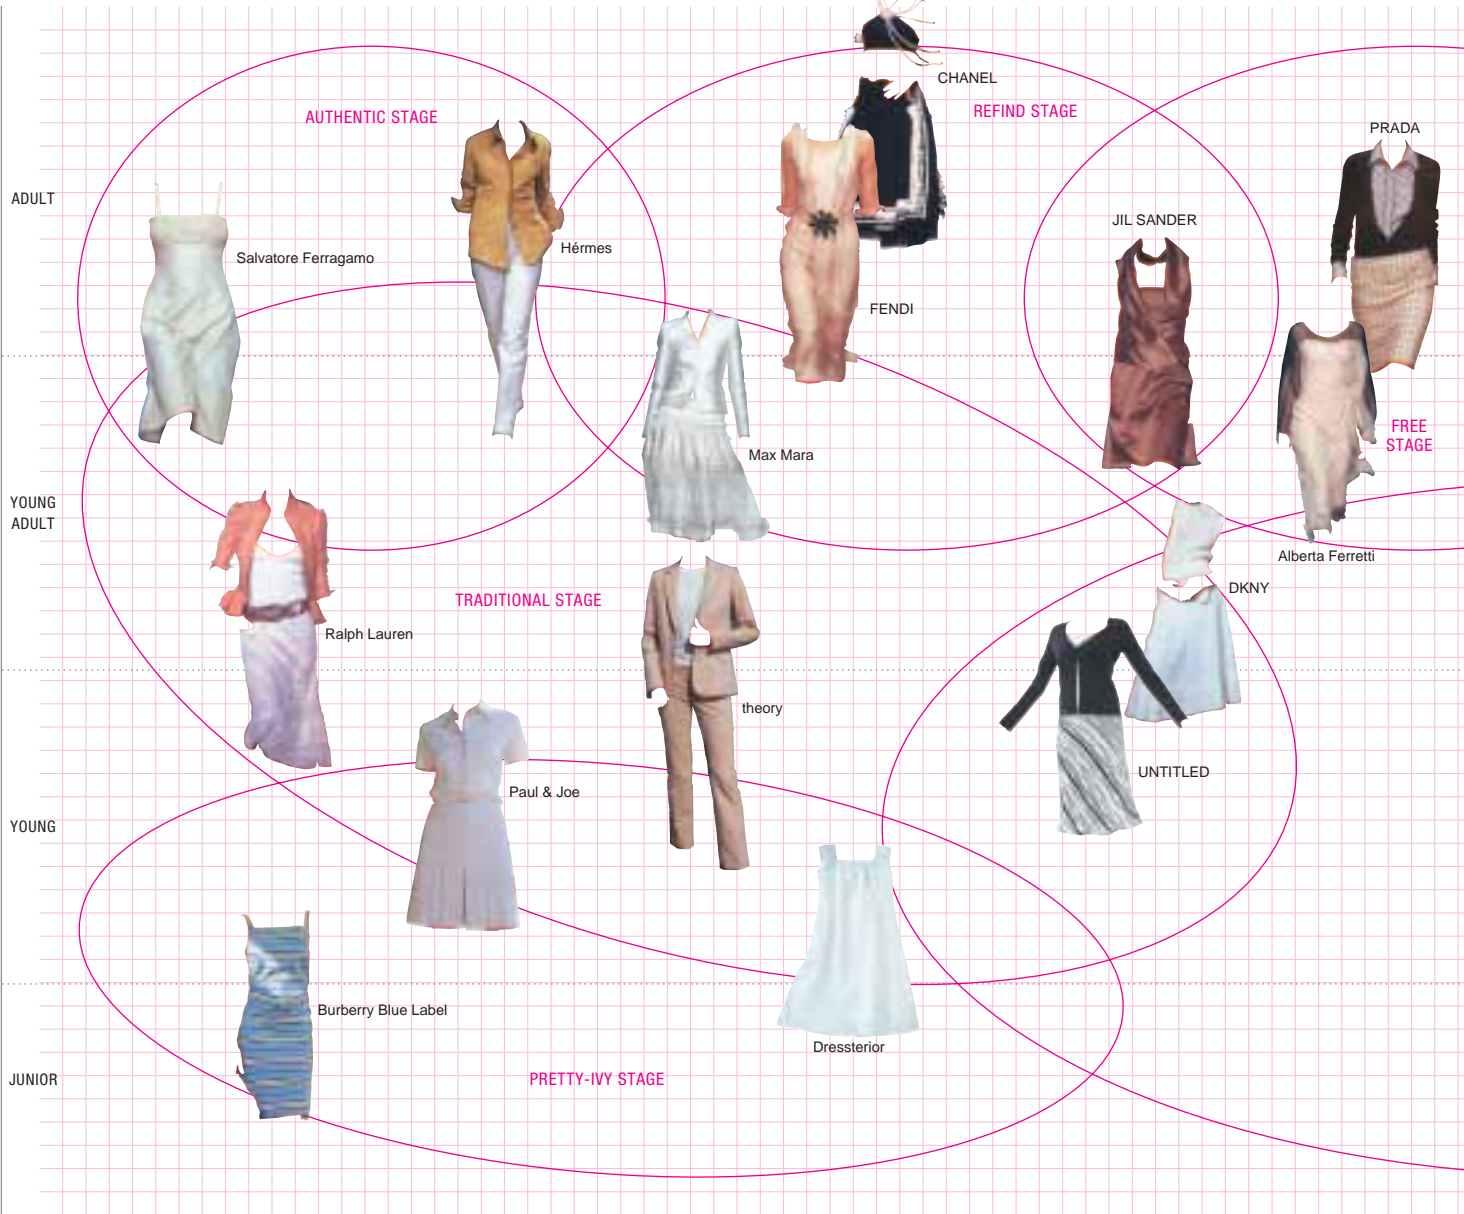 CHANEL
AUTHENTIC STAGE
REFIND STAGE
PRADA
ADULT
JIL SANDER
Salvatore Ferragamo
Hérmes
FENDI
FREE
STAGE
Max Mara
YOUNG
ADULT
Alberta Ferretti
DKNY
TRADITIONAL STAGE
Ralph Lauren
theory
UNTITLED
Paul & Joe
YOUNG
Burberry Blue Label
Dressterior
JUNIOR
PRETTY-IVY STAGE